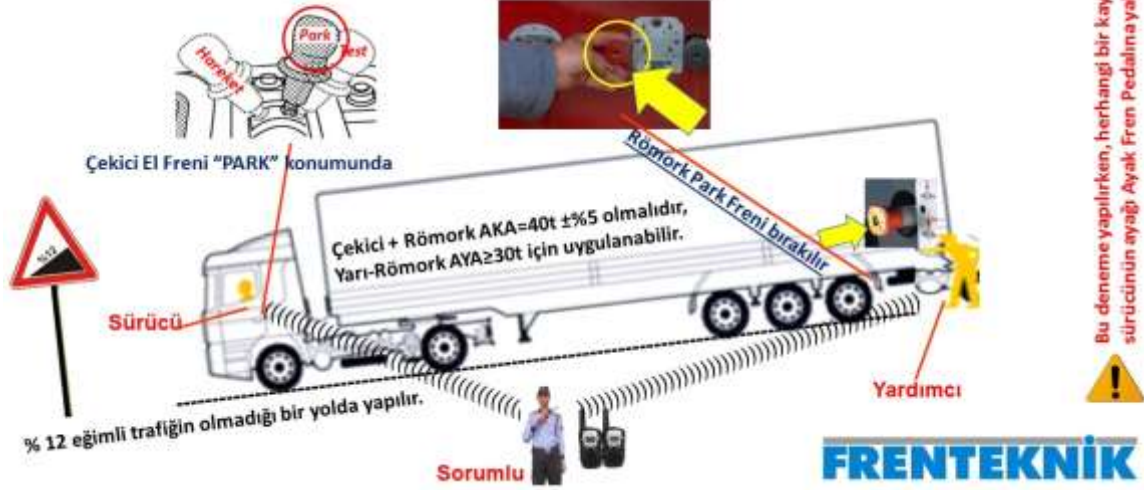 Park
Test
Hareket
Çekici El Freni “PARK” konumunda
Römork Park Freni bırakılır
Çekici + Römork AKA=40t ±%5 olmalıdır,
Yarı-Römork AYA≥30t için uygulanabilir.
%12
Sürücü
Yardımcı
% 12 eğimli trafiğin olmadığı bir yolda yapılır.
Sorumlu
FRENTEKNİK
Bu deneme yapılırken, herhangi bir
sürücünün ayağı Ayak Fren Pedalına